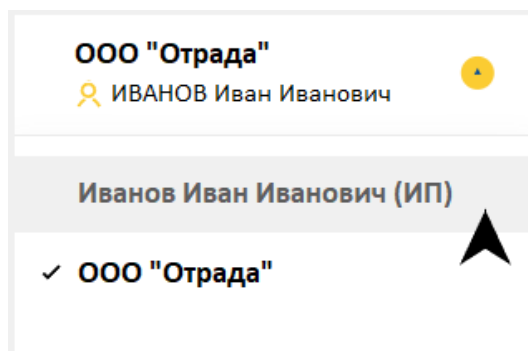 ООО "Отрада"
ИВАНОВ Иван Иванович
Иванов Иван Иванович (ИП)
ООО "Отрада"